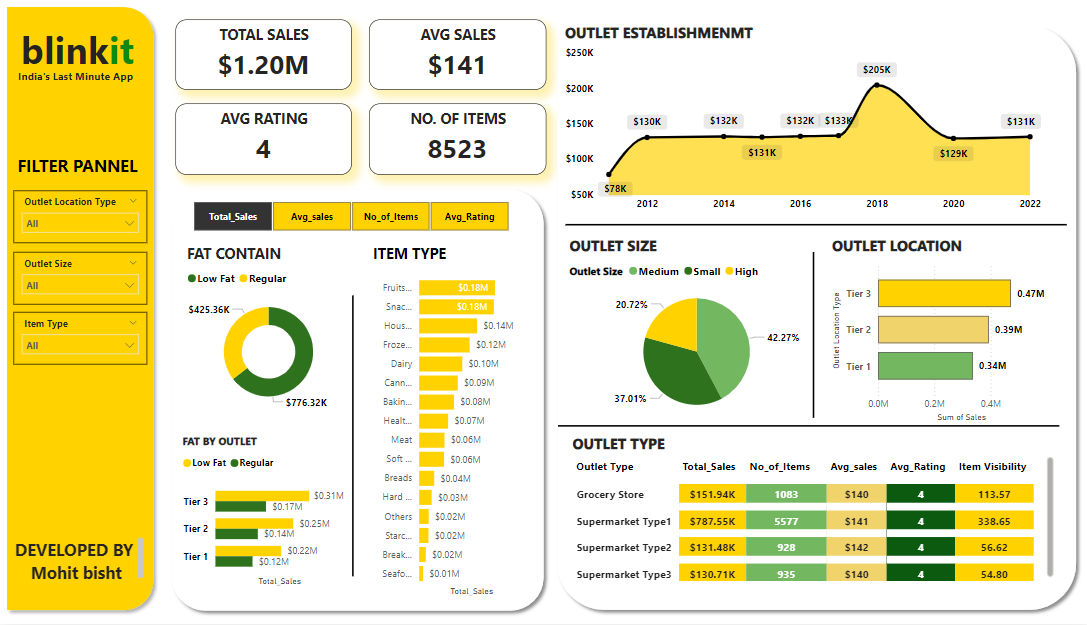 blinkit
India's Last Minute App
FILTER PANNEL
Outlet Location Type
All
Outlet Size
All
Item Type
All
DEVELOPED BY
Mohit bisht
TOTAL SALES
$1.20M
AVG SALES
$141
AVG RATING
4
NO. OF ITEMS
8523
Total_Sales Avg_sales No_of_Items Avg_Rating
FAT CONTAIN
Low Fat Regular
$425.36K
$776.32K
FAT BY OUTLET
Low Fat Regular
Tier 3 $0.31M
$0.17M
Tier 2 $0.25M
$0.14M
Tier 1 $0.22M
$0.12M
Total_Sales
ITEM TYPE
Fruits... $0.18M
Snac... $0.18M
Hous... $0.14M
Froze... $0.12M
Dairy $0.10M
Cann... $0.09M
Bakin... $0.08M
Healt... $0.07M
Meat $0.06M
Soft ... $0.06M
Breads $0.04M
Hard ... $0.03M
Others $0.02M
Starc... $0.02M
Break... $0.02M
Seafo... $0.01M
Total_Sales
OUTLET ESTABLISHMENMT
$250K
$200K
$150K
$100K
$50K
$78K
$130K
$132K
$131K
$132K
$133K
$205K
$129K
$131K
2012 2014 2016 2018 2020 2022
OUTLET SIZE
Outlet Size Medium Small High
20.72%
42.27%
37.01%
OUTLET LOCATION
Outlet Location Type
Tier 3 0.47M
Tier 2 0.39M
Tier 1 0.34M
0.0M 0.2M 0.4M
Sum of Sales
OUTLET TYPE
Outlet Type Total_Sales No_of_Items Avg_sales Avg_Rating Item Visibility
Grocery Store $151.94K 1083 $140 4 113.57
Supermarket Type1 $787.55K 5577 $141 4 338.65
Supermarket Type2 $131.48K 928 $142 4 56.62
Supermarket Type3 $130.71K 935 $140 4 54.80